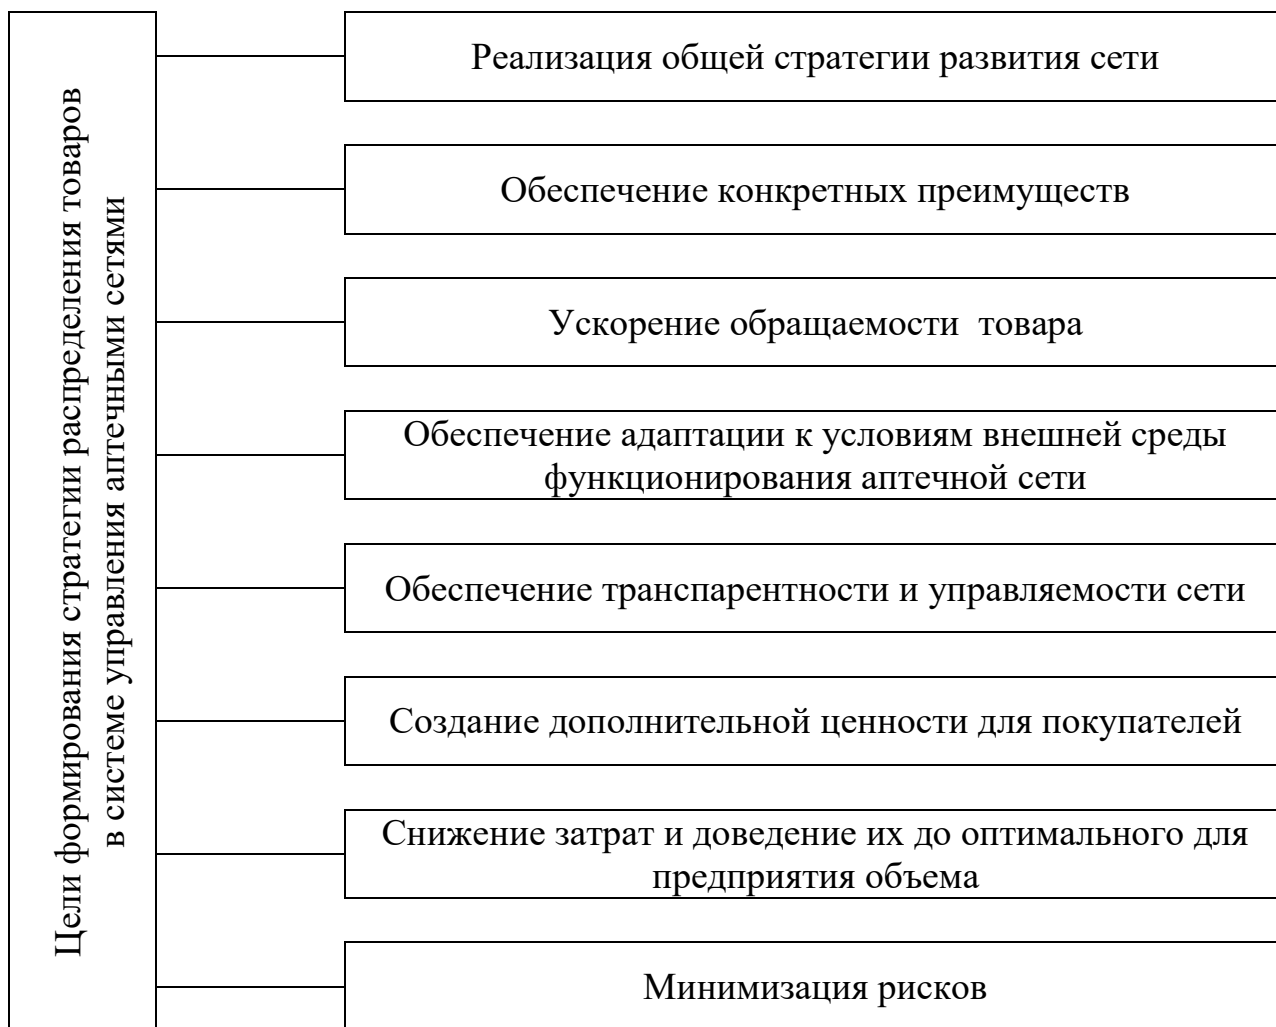 Цели формирования стратегии распределения товаров
в системе управления аптечными сетями
Реализация общей стратегии развития сети
Обеспечение конкретных преимуществ
Ускорение обращаемости  товара
Обеспечение адаптации к условиям внешней среды
функционирования аптечной сети
Обеспечение транспарентности и управляемости сети
Создание дополнительной ценности для покупателей
Снижение затрат и доведение их до оптимального для
предприятия объема
Минимизация рисков